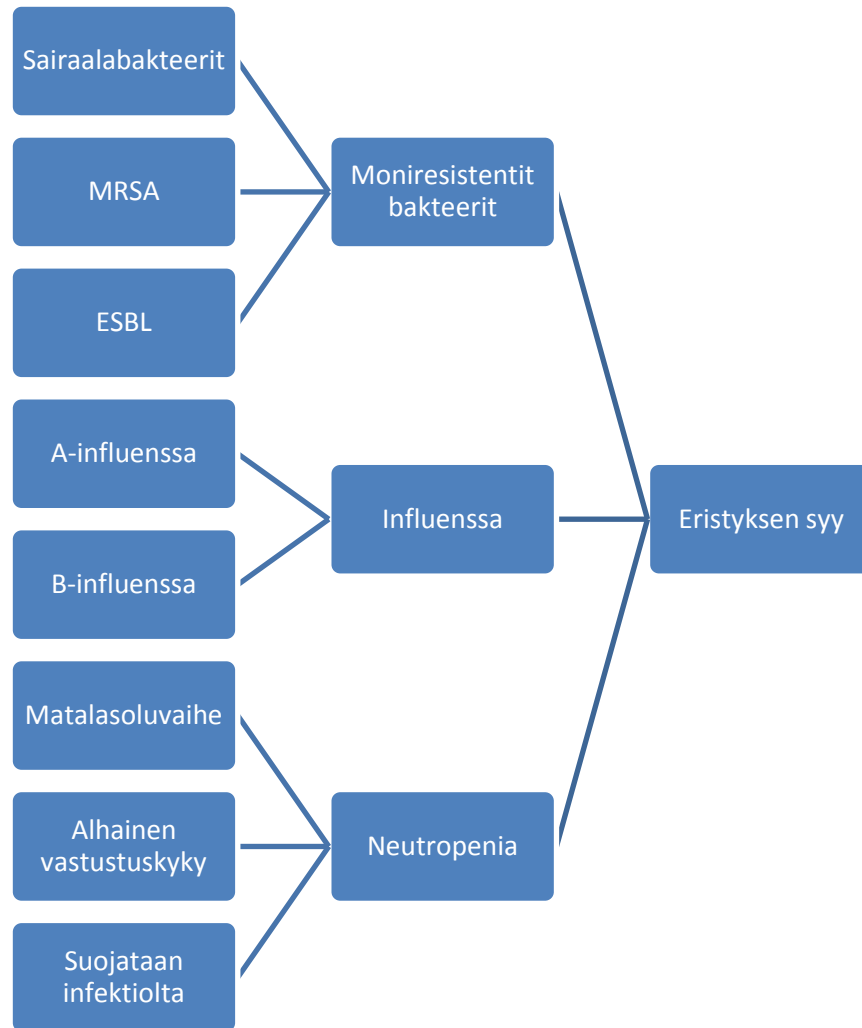 Sairaalabakteerit
MRSA
ESBL
A-influenssa
B-influenssa
Matalasoluvaihe
Alhainen
vastustuskyky
Suojataan
infektiolta
Moniresistentit
bakteerit
Influenssa
Neutropenia
Eristyksen syy